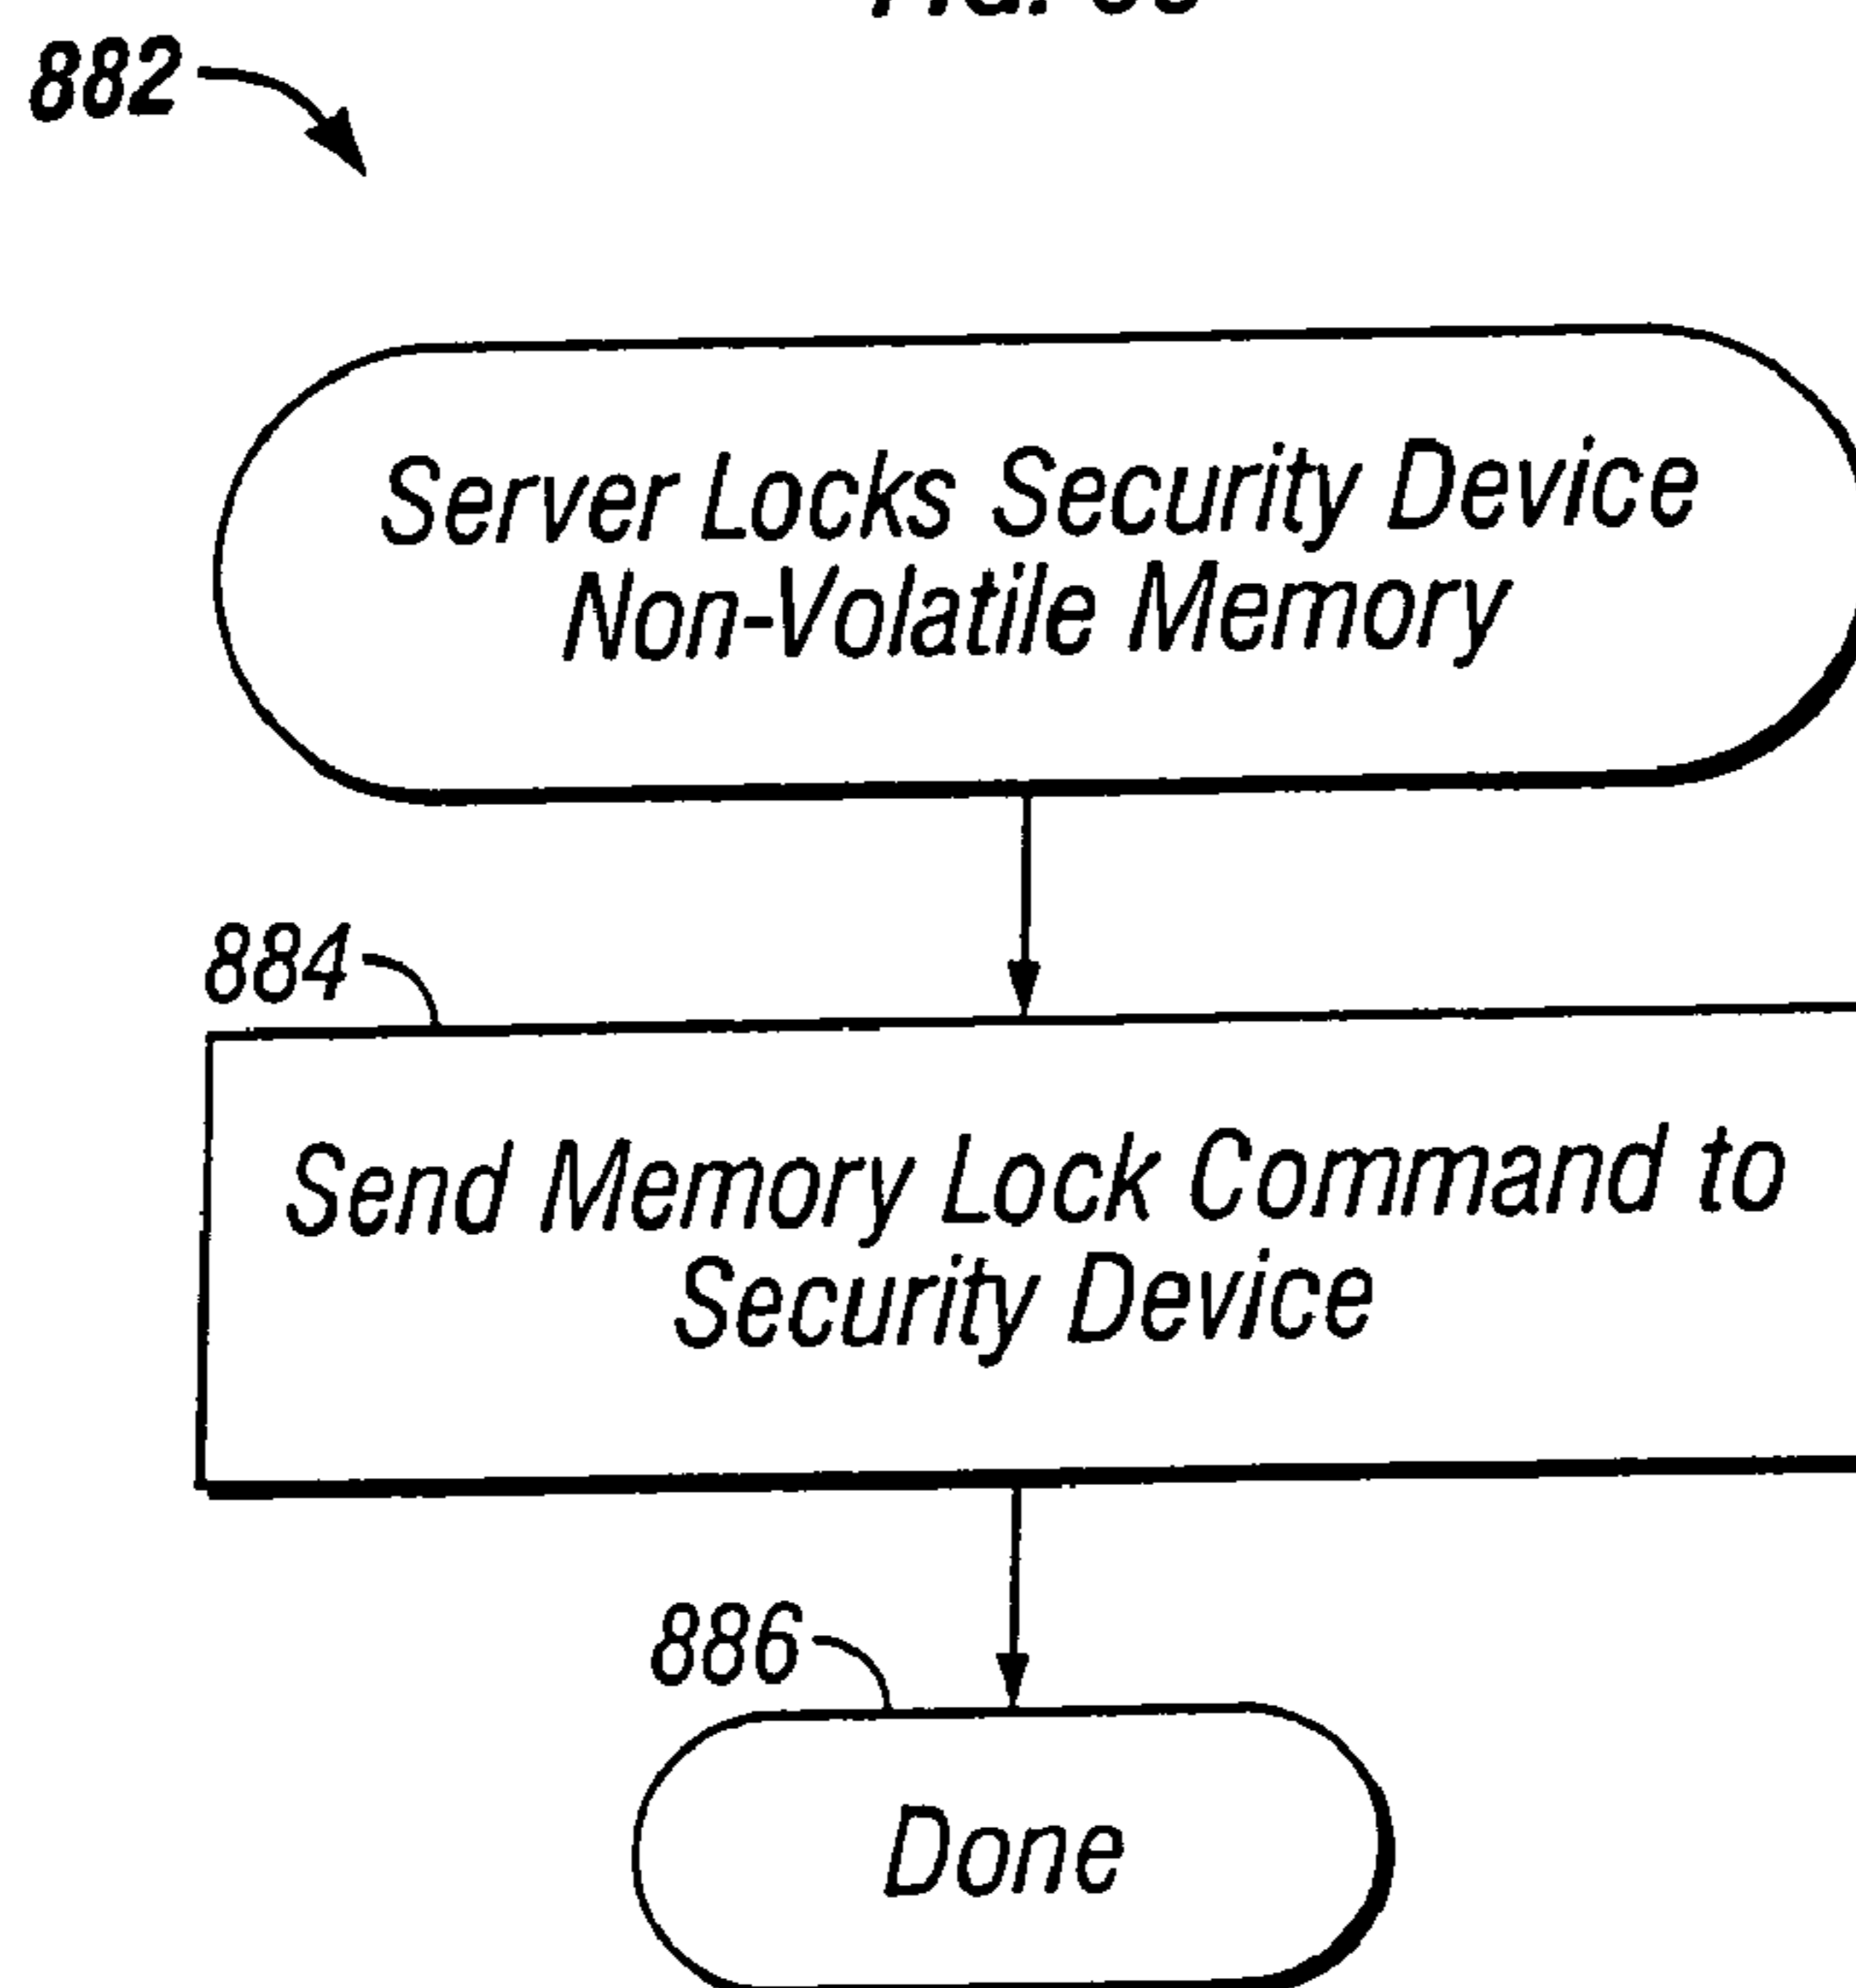 882
Server Locks Security Device
Non-Volatile Memory
884
Send Memory Lock Command to
Security Device
886
Done